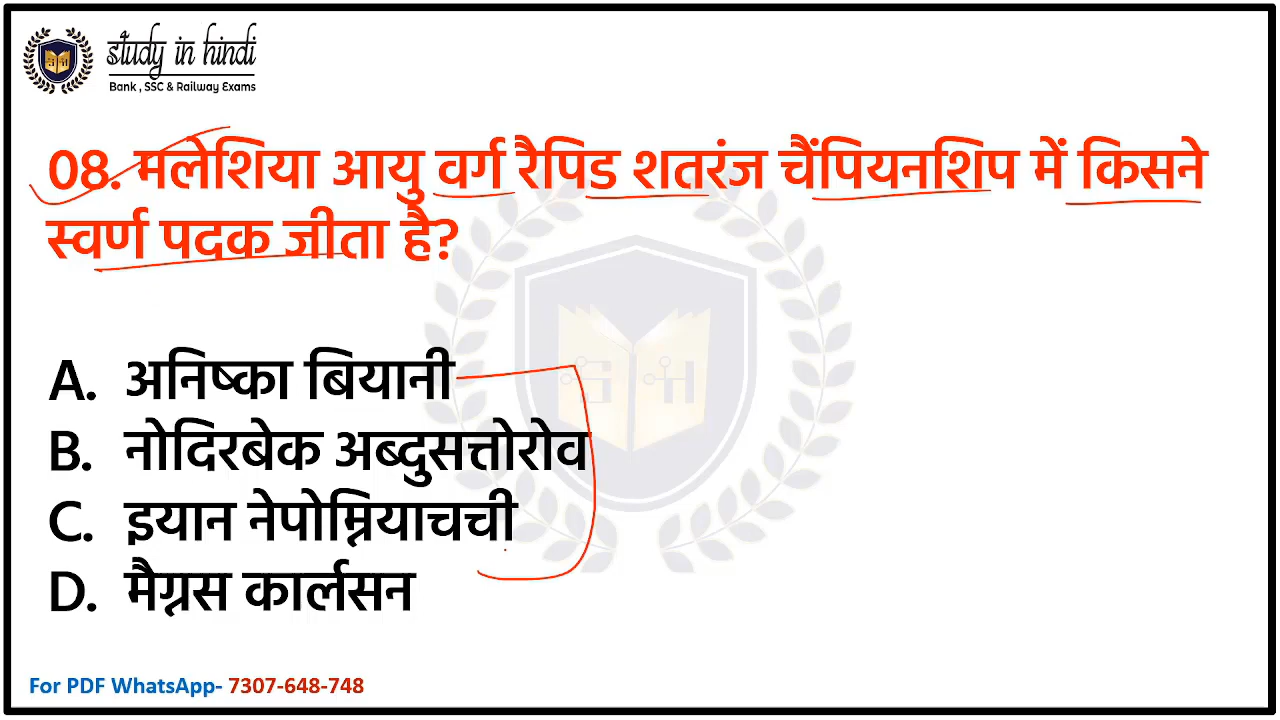 study in hindi
Bank , SSC & Railway Exams
08. मलेशिया आयु वर्ग रैपिड शतरंज चैंपियनशिप में किसने
स्वर्ण पदक जीता है?
S H
A. अनिष्का बियानी
B. नोदिरबेक अब्दुसत्तोरोव
C. इयान नेपोम्नियाचची
D. मैग्नस कार्लसन
For PDF WhatsApp- 7307-648-748